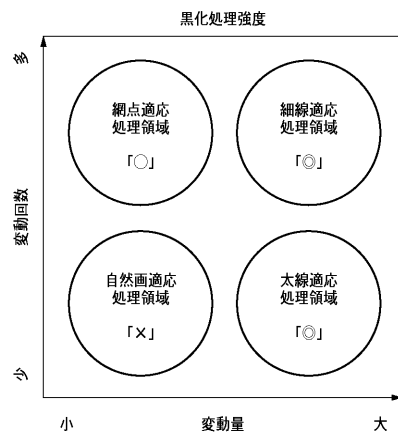 黒化処理強度
多
網点適応
処理領域
「○」
細線適応
処理領域
「◎」
変動回数
自然画適応
処理領域
「×」
太線適応
処理領域
「◎」
少
小
変動量
大